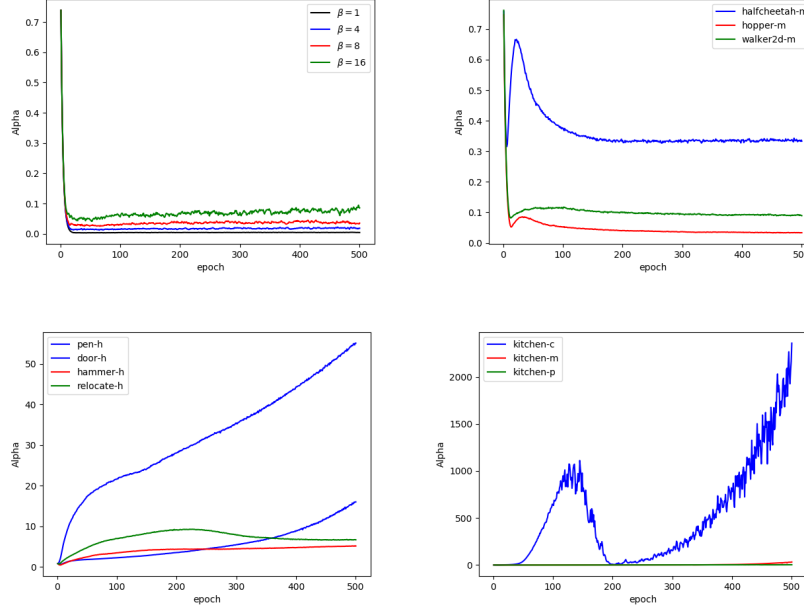 0.7
0.6
0.5
0.4
0.3
0.2
0.1
0.0
Alpha
0
100
200
300
400
500
epoch
β = 1
β = 4
β = 8
β = 16
0.7
0.6
0.5
0.4
0.3
0.2
0.1
0.0
Alpha
0
100
200
300
400
epoch
halfcheetah-m
hopper-m
walker2d-m
50
40
30
20
10
0
Alpha
0
100
200
300
400
500
epoch
pen-h
door-h
hammer-h
relocate-h
2000
1500
1000
500
0
Alpha
0
100
200
300
400
500
epoch
kitchen-c
kitchen-m
kitchen-p